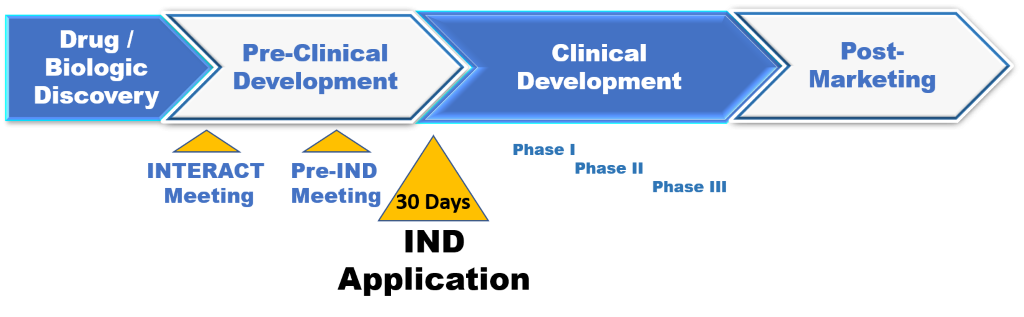 Drug /
Biologic
Discovery
Pre-Clinical
Development
Clinical
Development
Post-
Marketing
INTERACT
Meeting
Pre-IND
Meeting
30 Days
IND
Application
Phase I
Phase II
Phase III